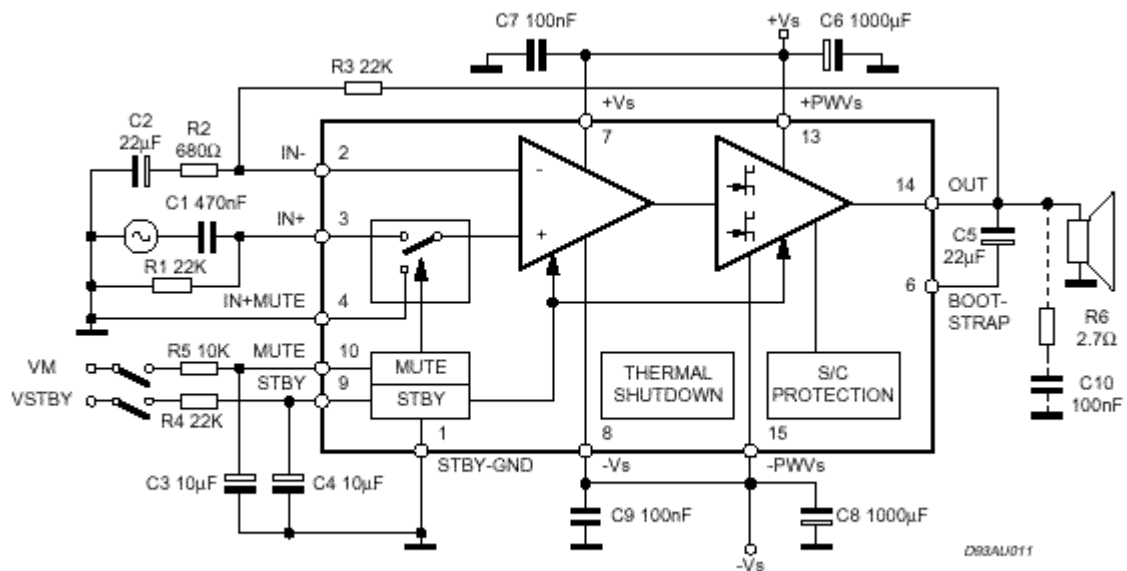 C7 100nF
+Vs
C6 1000µF
R3 22K
+Vs
+PWVs
C2
22µF
R2
680Ω
IN-
2
7
13
C1 470nF
IN+
3
-
+
14
OUT
R1 22K
IN+MUTE
4
C5
22µF
6
BOOT-
STRAP
VM
R5 10K
MUTE
10
MUTE
THERMAL
SHUTDOWN
S/C
PROTECTION
R6
2.7Ω
VSTBY
R4 22K
STBY
9
STBY
C10
100nF
1
STBY-GND
8
-Vs
15
-PWVs
C3 10µF
C4 10µF
C9 100nF
C8 1000µF
-Vs
D93AU011